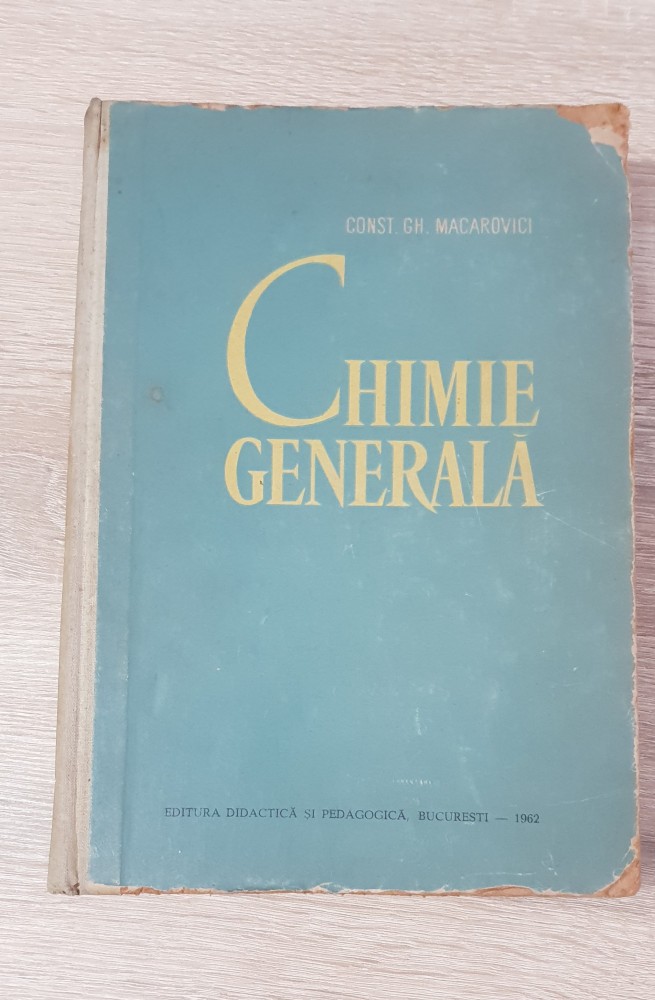 CONST. GH. MACAROVICI
CHIMIE
GENERALĂ
EDITURA DIDACTICĂ ȘI PEDAGOGICĂ, BUCUREȘTI — 1962